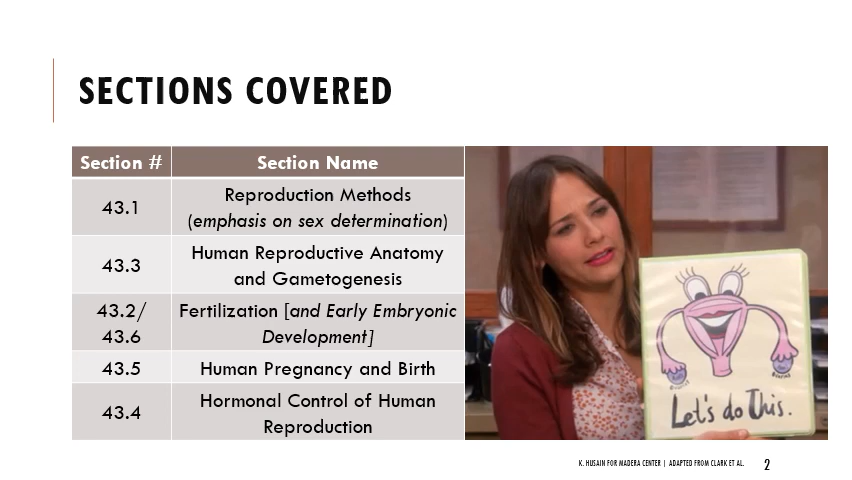 SECTIONS COVERED
Section # Section Name
43.1 Reproduction Methods
(emphasis on sex determination)
43.3 Human Reproductive Anatomy
and Gametogenesis
43.2/ Fertilization [and Early Embryonic
43.6 Development]
43.5 Human Pregnancy and Birth
43.4 Hormonal Control of Human
Reproduction
Let's do This.
K. HUSAIN FOR MADERA CENTER | ADAPTED FROM CLARK ET AL.
2